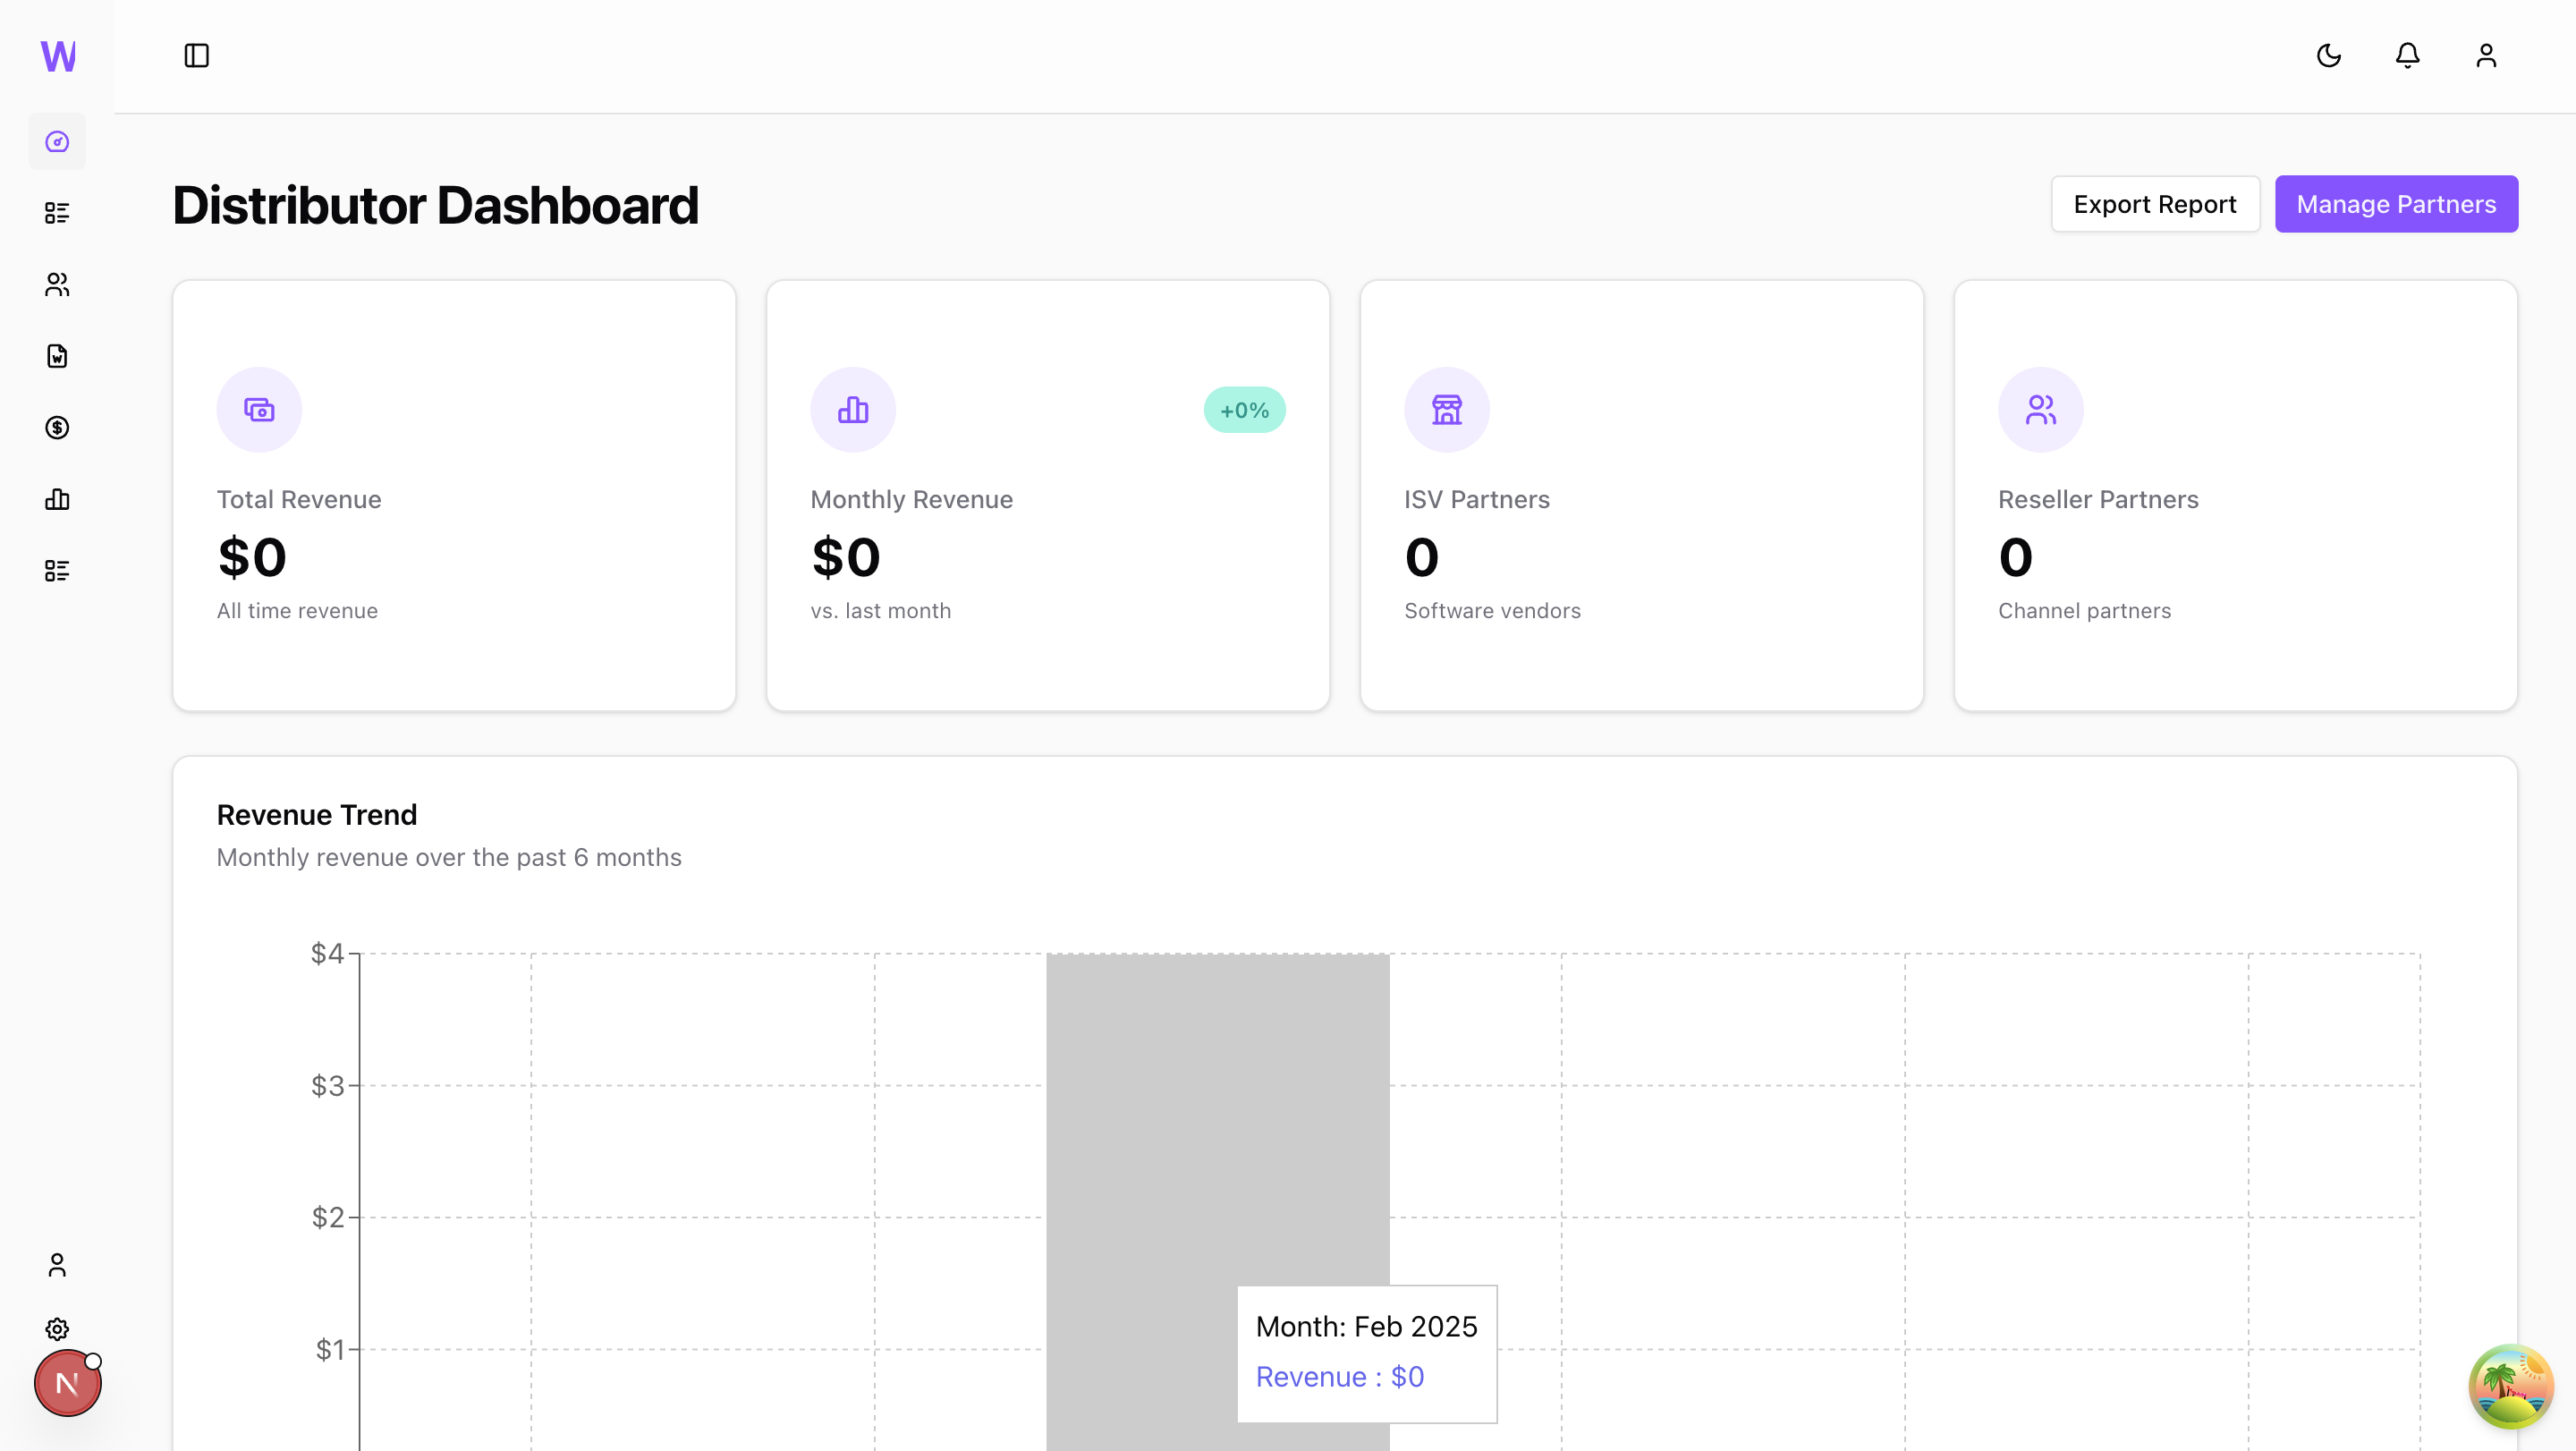 W
Distributor Dashboard
Export Report
Manage Partners
Total Revenue
$0
All time revenue
+0%
Monthly Revenue
$0
vs. last month
ISV Partners
0
Software vendors
Reseller Partners
0
Channel partners
Revenue Trend
Monthly revenue over the past 6 months
$4
$3
$2
$1
Month: Feb 2025
Revenue : $0
N